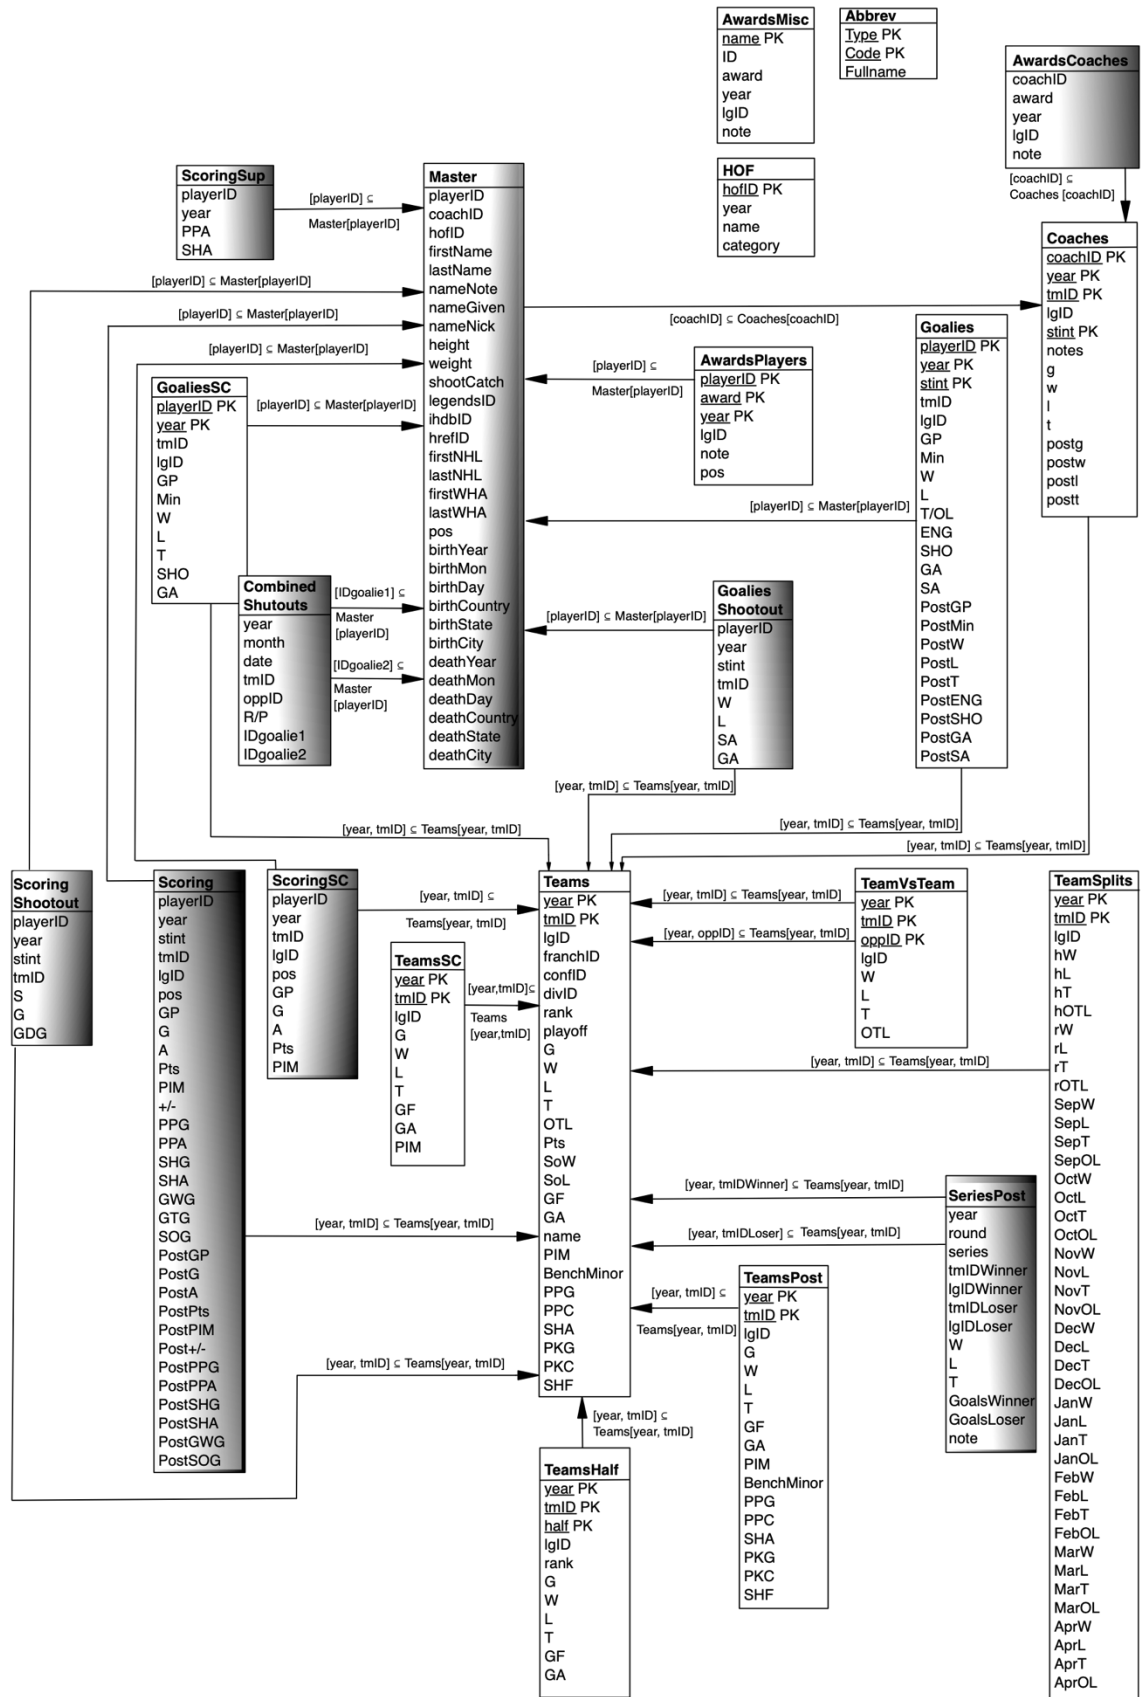 AwardsMisc
name PK
ID
award
year
lgID
note
Abbrev
Type PK
Code PK
Fullname
AwardsCoaches
coachID
award
year
lgID
note
[coachID] ⊆
Coaches [coachID]
HOF
hofID PK
year
name
category
ScoringSup
playerID
year
PPA
SHA
[playerID] ⊆
Master[playerID]
Master
playerID
coachID
hofID
firstName
lastName
nameNote
nameGiven
nameNick
height
weight
shootCatch
legendsID
ihdbID
hrefID
firstNHL
lastNHL
firstWHA
lastWHA
pos
birthYear
birthMon
birthDay
birthCountry
birthState
birthCity
deathYear
deathMon
deathDay
deathCountry
deathState
deathCity
[playerID] ⊆ Master[playerID]
[playerID] ⊆ Master[playerID]
[playerID] ⊆ Master[playerID]
[playerID] ⊆ Master[playerID]
[coachID] ⊆ Coaches[coachID]
Coaches
coachID PK
year PK
tmID PK
lgID
stint PK
notes
g
w
l
t
postg
postw
postl
postt
GoaliesSC
playerID PK
year PK
tmID
lgID
GP
Min
W
L
T
SHO
GA
[playerID] ⊆
Master[playerID]
AwardsPlayers
playerID PK
award PK
year PK
lgID
note
pos
Goalies
playerID PK
year PK
stint PK
tmID
lgID
GP
Min
W
L
T/OL
ENG
SHO
GA
SA
PostGP
PostMin
PostW
PostL
PostT
PostENG
PostSHO
PostGA
PostSA
[playerID] ⊆ Master[playerID]
Combined
Shutouts
year
month
date
tmID
oppID
R/P
IDgoalie1
IDgoalie2
[IDgoalie1] ⊆
Master
[playerID]
[IDgoalie2] ⊆
Master
[playerID]
[playerID] ⊆ Master[playerID]
Goalies
Shootout
playerID
year
stint
tmID
W
L
SA
GA
[year, tmID] ⊆ Teams[year, tmID]
[year, tmID] ⊆ Teams[year, tmID]
[year, tmID] ⊆ Teams[year, tmID]
[year, tmID] ⊆ Teams[year, tmID]
Scoring
Shootout
playerID
year
stint
tmID
S
G
GDG
Scoring
playerID
year
stint
tmID
lgID
pos
GP
G
A
Pts
PIM
+/-
PPG
PPA
SHG
SHA
GWG
GTG
SOG
PostGP
PostG
PostA
PostPts
PostPIM
Post+/-
PostPPG
PostPPA
PostSHG
PostSHA
PostGWG
PostSOG
ScoringSC
playerID
year
tmID
lgID
pos
GP
G
A
Pts
PIM
[year, tmID] ⊆
Teams[year, tmID]
TeamsSC
year PK
tmID PK
lgID
G
W
L
T
GF
GA
PIM
[year,tmID]⊆
Teams
[year,tmID]
Teams
year PK
tmID PK
lgID
franchID
confID
divID
rank
playoff
G
W
L
T
OTL
Pts
SoW
SoL
GF
GA
name
PIM
BenchMinor
PPG
PPC
SHA
PKG
PKC
SHF
[year, tmID] ⊆ Teams[year, tmID]
[year, oppID] ⊆ Teams[year, tmID]
TeamVsTeam
year PK
tmID PK
oppID PK
lgID
W
L
T
OTL
TeamSplits
year PK
tmID PK
lgID
hW
hL
hT
hOTL
rW
rL
rT
rOTL
SepW
SepL
SepT
SepOL
OctW
OctL
OctT
OctOL
NovW
NovL
NovT
NovOL
DecW
DecL
DecT
DecOL
JanW
JanL
JanT
JanOL
FebW
FebL
FebT
FebOL
MarW
MarL
MarT
MarOL
AprW
AprL
AprT
AprOL
[year, tmID] ⊆ Teams[year, tmID]
[year, tmIDWinner] ⊆ Teams[year, tmID]
[year, tmIDLoser] ⊆ Teams[year, tmID]
SeriesPost
year
round
series
tmIDWinner
lgIDWinner
tmIDLoser
lgIDLoser
W
L
T
GoalsWinner
GoalsLoser
note
[year, tmID] ⊆ Teams[year, tmID]
[year, tmID] ⊆
Teams[year, tmID]
TeamsPost
year PK
tmID PK
lgID
G
W
L
T
GF
GA
PIM
BenchMinor
PPG
PPC
SHA
PKG
PKC
SHF
[year, tmID] ⊆ Teams[year, tmID]
[year, tmID] ⊆
Teams[year, tmID]
TeamsHalf
year PK
tmID PK
half PK
lgID
rank
G
W
L
T
GF
GA